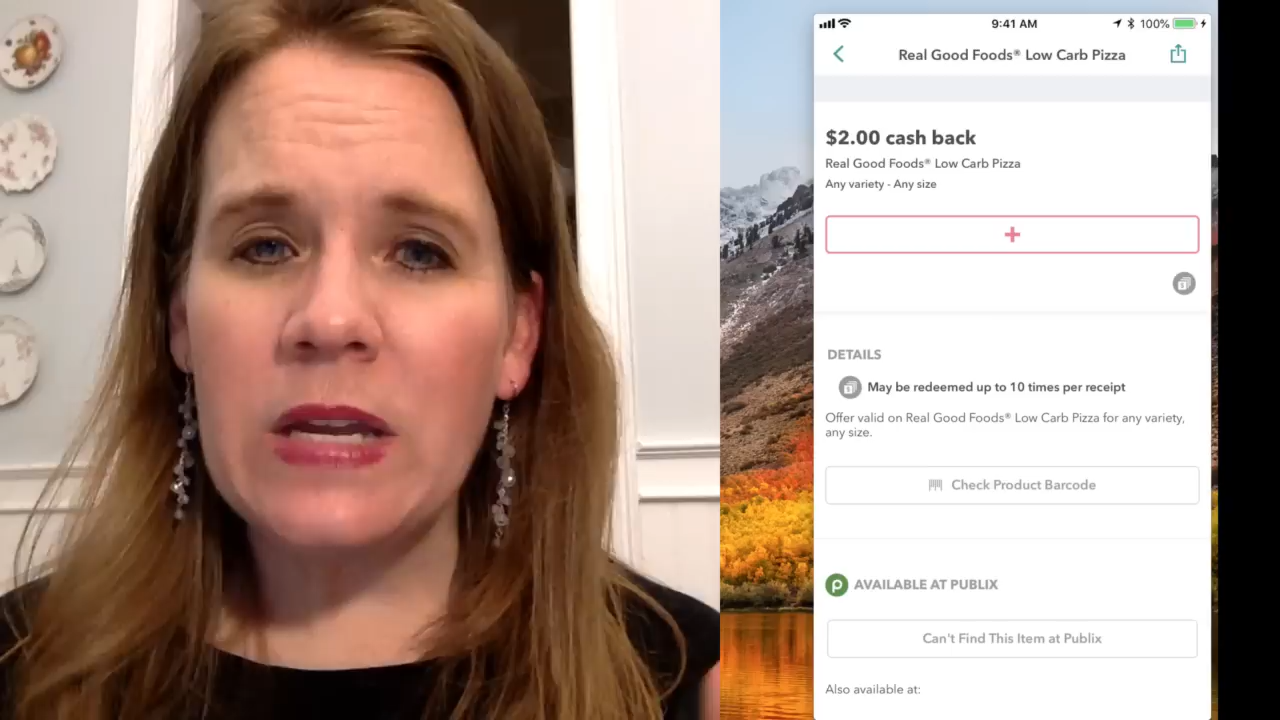 9:41 AM
100%
Real Good Foods® Low Carb Pizza
$2.00 cash back
Real Good Foods® Low Carb Pizza
Any variety - Any size
+
DETAILS
May be redeemed up to 10 times per receipt
Offer valid on Real Good Foods® Low Carb Pizza for any variety,
any size.
Check Product Barcode
AVAILABLE AT PUBLIX
Can't Find This Item at Publix
Also available at: